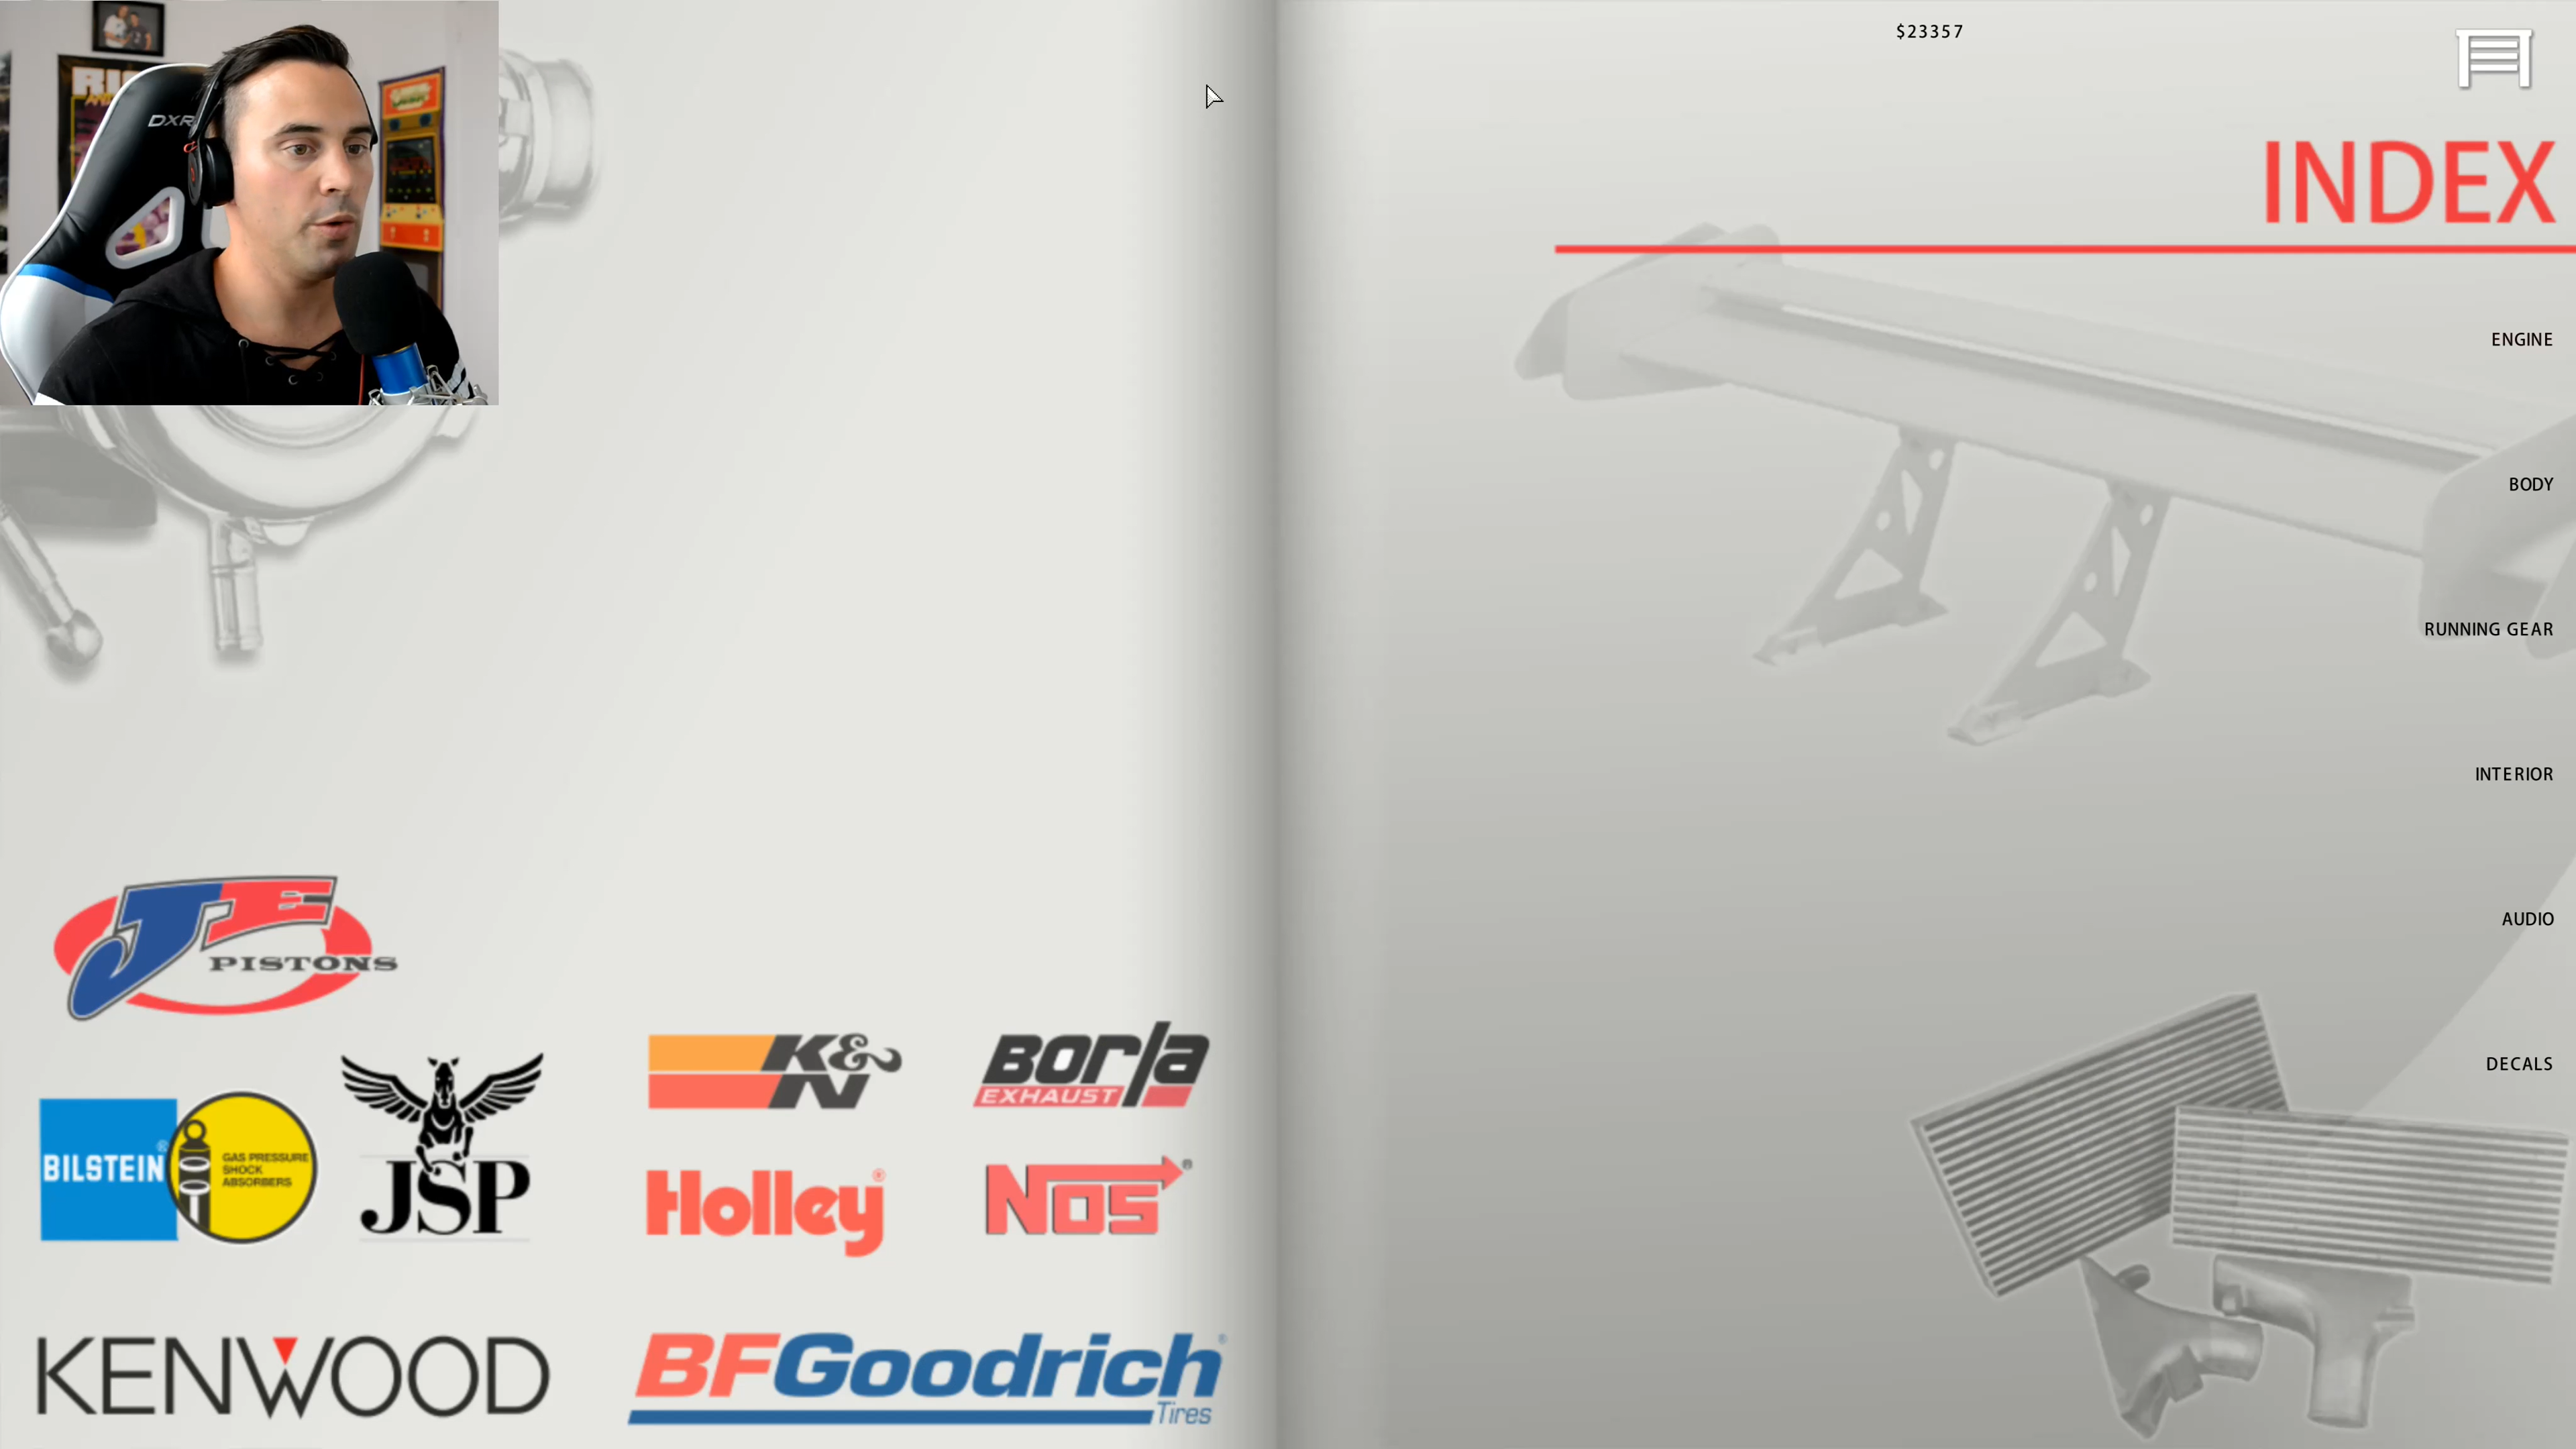 DXR
$23357
INDEX
ENGINE
BODY
RUNNING GEAR
INTERIOR
AUDIO
DECALS
JE
PISTONS
BILSTEIN®
GAS PRESSURE
SHOCK
ABSORBERS
JSP
K&N
Borla
EXHAUST
Holley®
NOS®
KENWOOD
BFGoodrich®
Tires